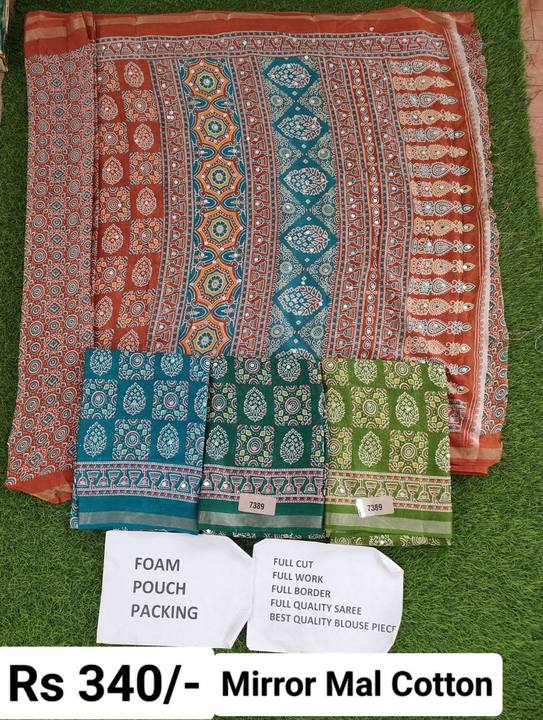 7389
7389
FOAM
POUCH
PACKING
FULL CUT
FULL WORK
FULL BORDER
FULL QUALITY SAREE
BEST QUALITY BLOUSE PIECE
Rs 340/- Mirror Mal Cotton